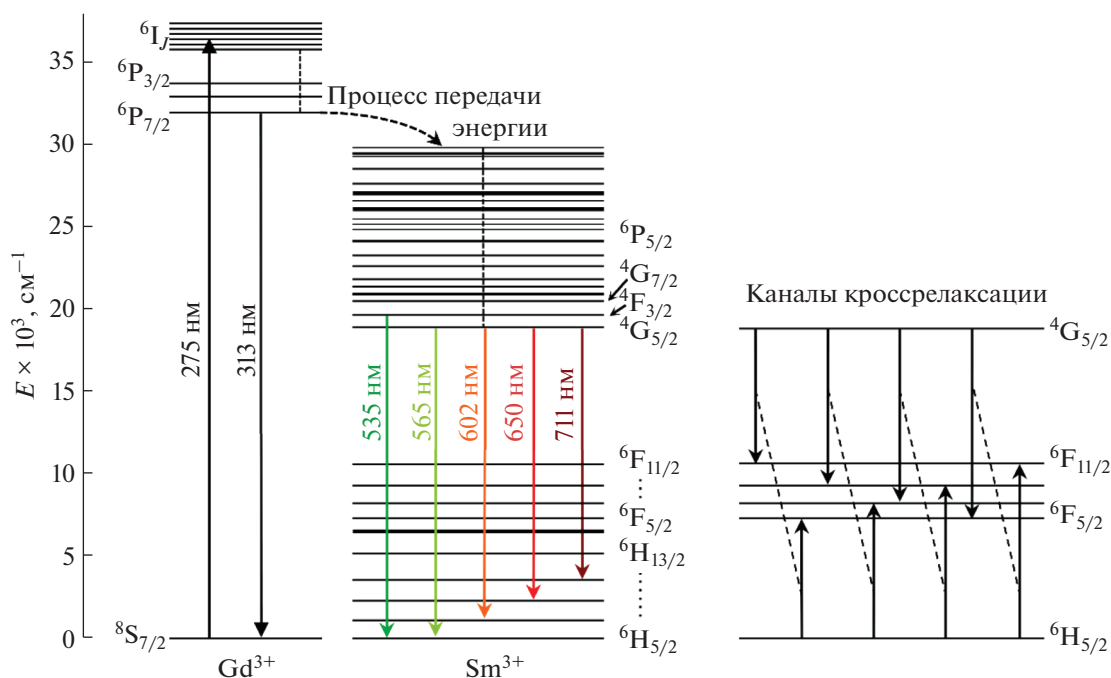 E × 10³, см⁻¹
35
30
25
20
15
10
5
0
⁶I_J
⁶P₃/₂
⁶P₇/₂
⁸S₇/₂
275 нм
313 нм
Gd³⁺
Процесс передачи
энергии
⁶P₅/₂
⁴G₇/₂
⁴F₃/₂
⁴G₅/₂
535 нм
565 нм
602 нм
650 нм
711 нм
⁶F₁₁/₂
⁶F₅/₂
⁶H₁₃/₂
⁶H₅/₂
Sm³⁺
Каналы кроссрелаксации
⁴G₅/₂
⁶F₁₁/₂
⁶F₅/₂
⁶H₅/₂